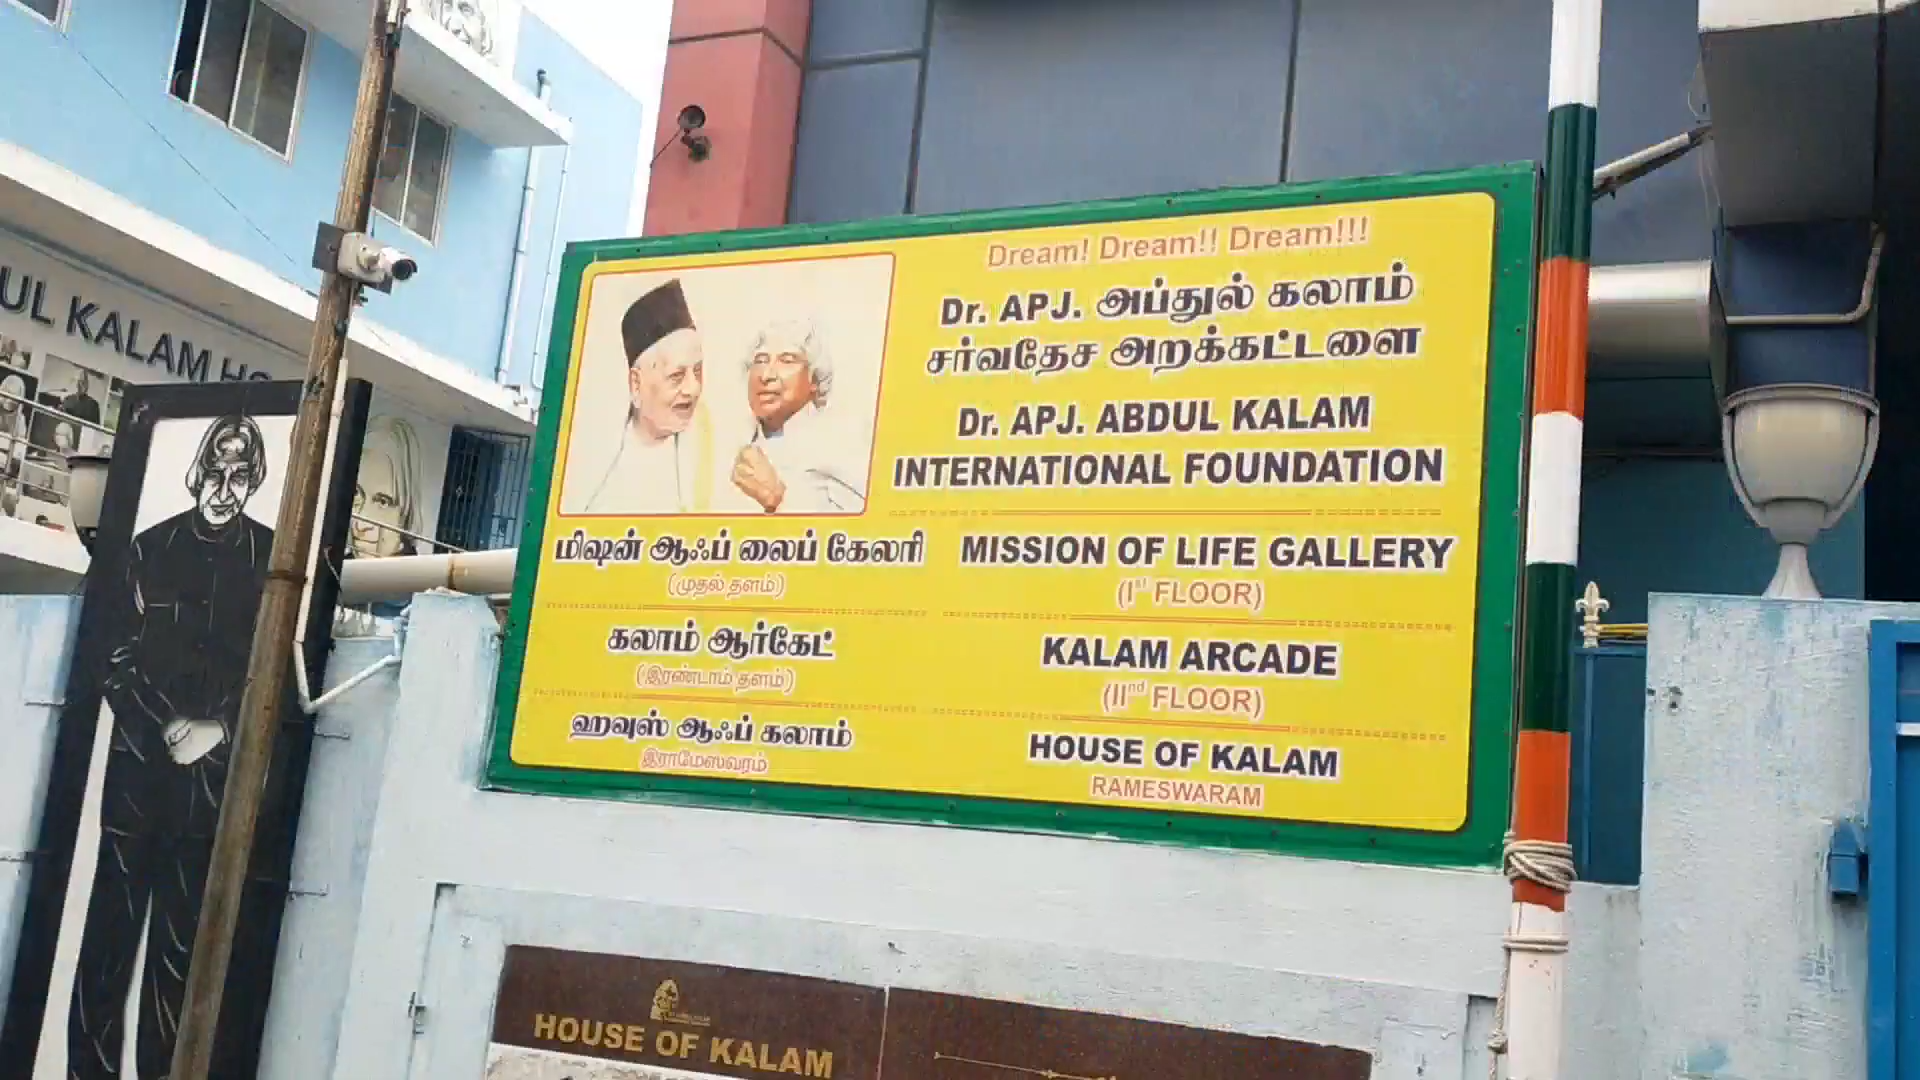 UL KALAM HO
Dream! Dream!! Dream!!!
Dr. APJ. அப்துல் கலாம்
சர்வதேச அறக்கட்டளை
Dr. APJ. ABDUL KALAM
INTERNATIONAL FOUNDATION
மிஷன் ஆஃப் லைப் கேலரி
(முதல் தளம்)
MISSION OF LIFE GALLERY
(Ist FLOOR)
கலாம் ஆர்கேட்
(இரண்டாம் தளம்)
KALAM ARCADE
(IInd FLOOR)
ஹவுஸ் ஆஃப் கலாம்
இராமேஸ்வரம்
HOUSE OF KALAM
RAMESWARAM
HOUSE OF KALAM